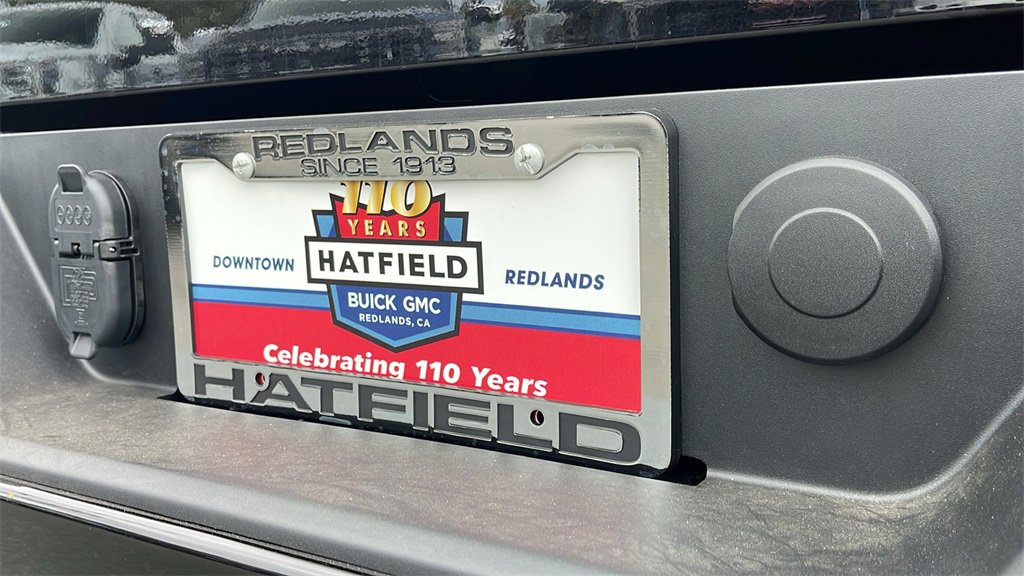 REDLANDS
SINCE 1913
110
YEARS
DOWNTOWN HATFIELD REDLANDS
BUICK GMC
REDLANDS, CA
Celebrating 110 Years
HATFIELD